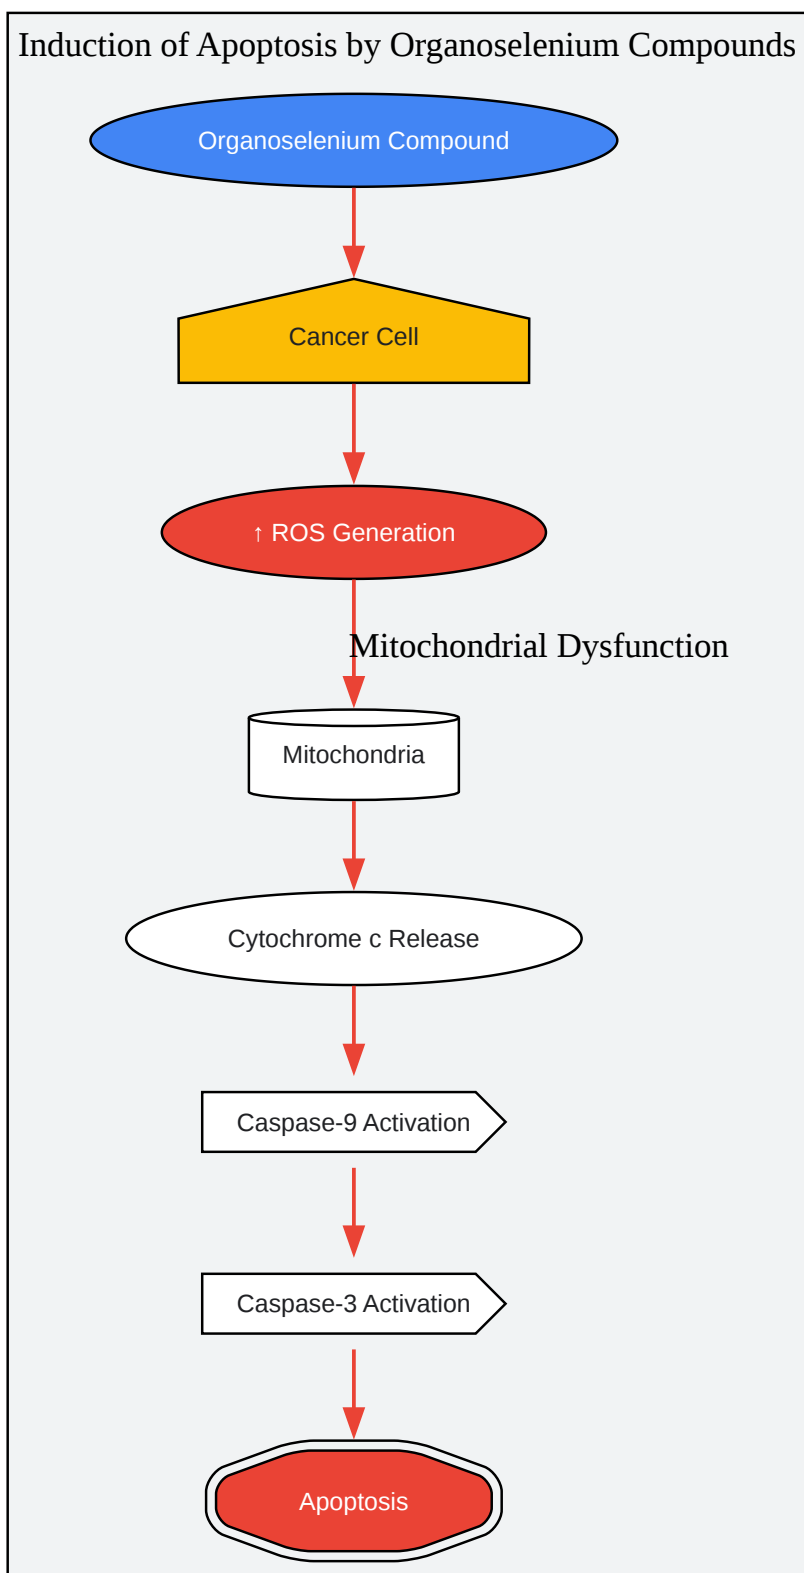 Induction of Apoptosis by Organoselenium Compounds
Organoselenium Compound
Cancer Cell
↑ ROS Generation
Mitochondrial Dysfunction
Mitochondria
Cytochrome c Release
Caspase-9 Activation
Caspase-3 Activation
Apoptosis